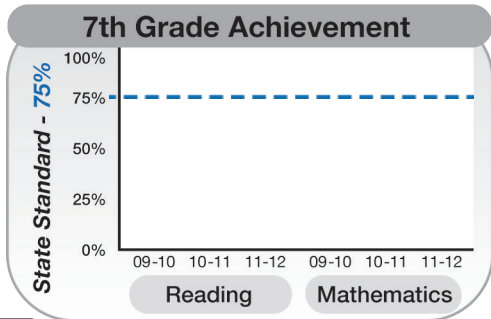 7th Grade Achievement
State Standard - 75%
100%
75%
50%
25%
0%
09-10 10-11 11-12 09-10 10-11 11-12
Reading Mathematics